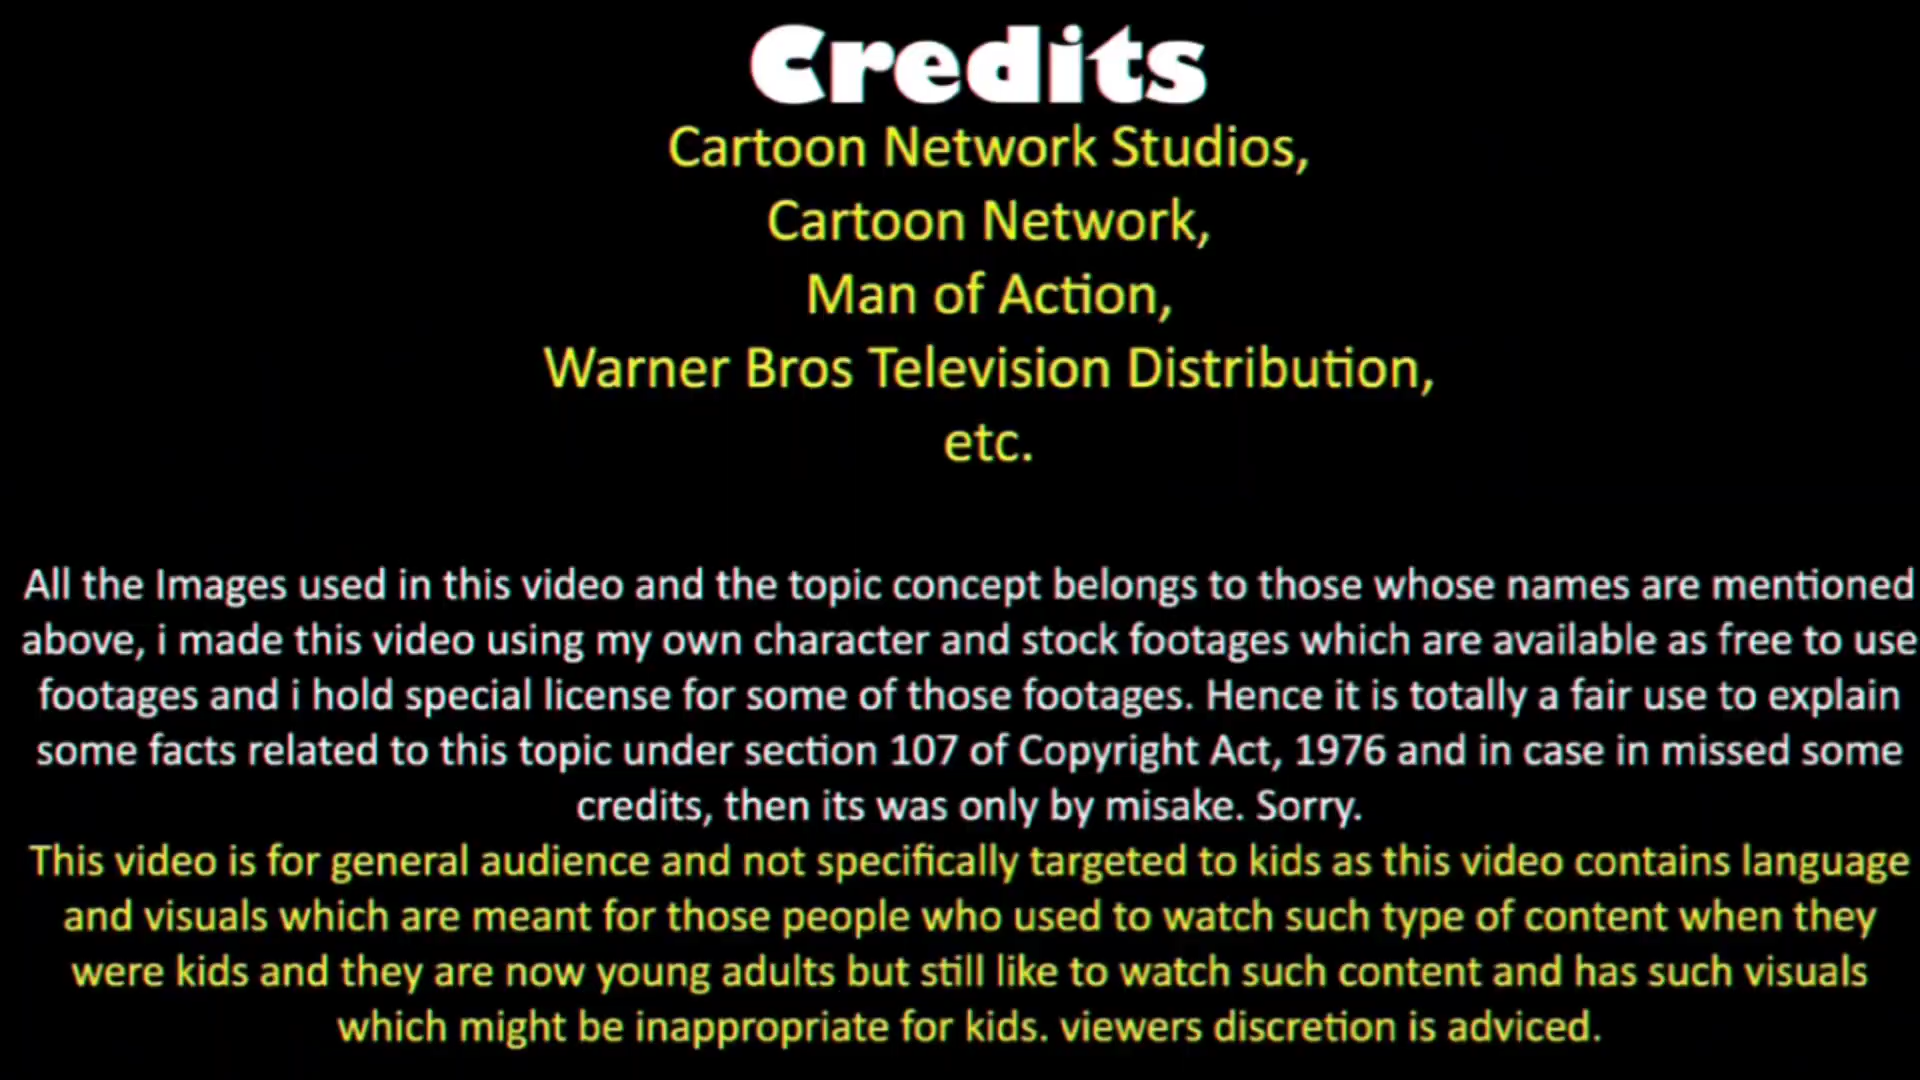 Credits
Cartoon Network Studios,
Cartoon Network,
Man of Action,
Warner Bros Television Distribution,
etc.
All the Images used in this video and the topic concept belongs to those whose names are mentioned
above, i made this video using my own character and stock footages which are available as free to use
footages and i hold special license for some of those footages. Hence it is totally a fair use to explain
some facts related to this topic under section 107 of Copyright Act, 1976 and in case in missed some
credits, then its was only by misake. Sorry.
This video is for general audience and not specifically targeted to kids as this video contains language
and visuals which are meant for those people who used to watch such type of content when they
were kids and they are now young adults but still like to watch such content and has such visuals
which might be inappropriate for kids. viewers discretion is adviced.